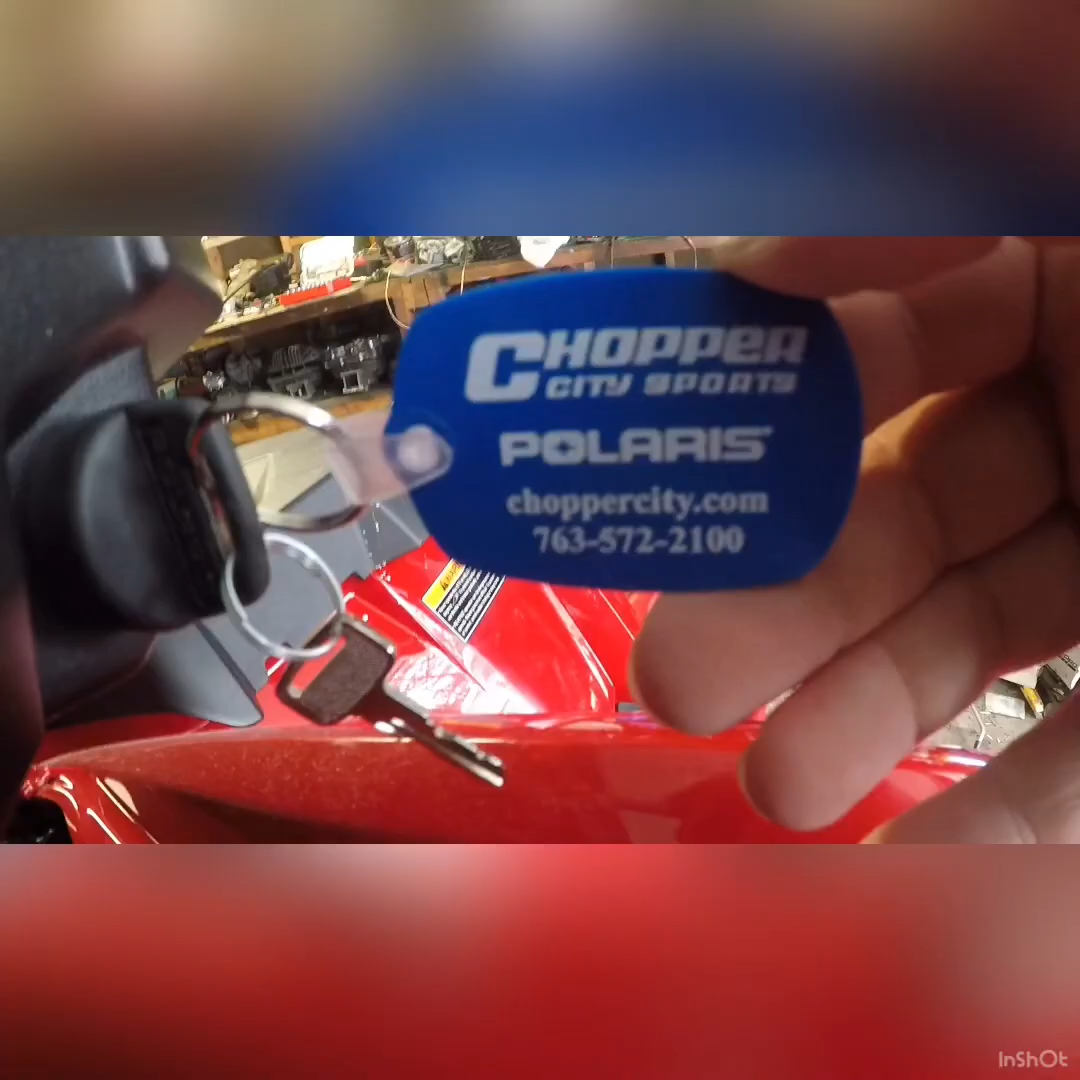 CHOPPER
CITY SPORTS
POLARIS
choppercity.com
763-572-2100
InShOt